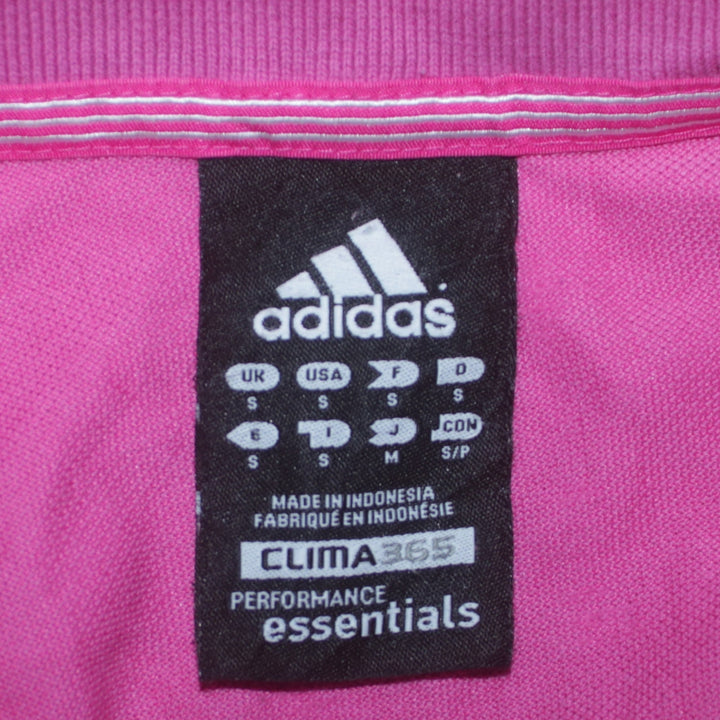 adidas
UK USA F D
S S S S
E I J CDN
S S M S/P
MADE IN INDONESIA
FABRIQUÉ EN INDONÉSIE
CLIMA365
PERFORMANCE
essentials